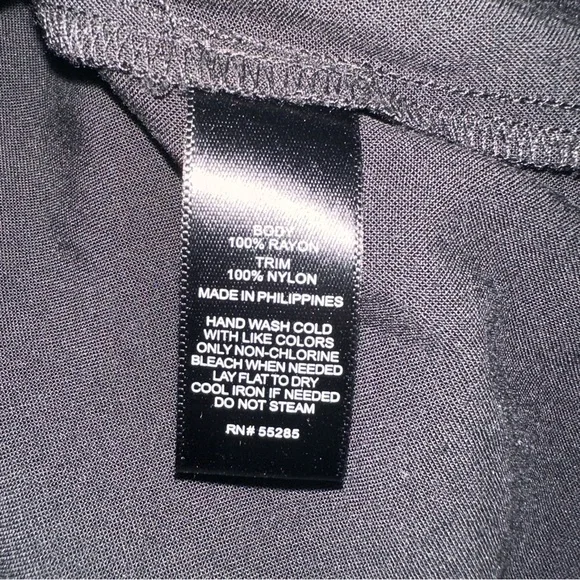 BODY
100% RAYON
TRIM
100% NYLON
MADE IN PHILIPPINES
HAND WASH COLD
WITH LIKE COLORS
ONLY NON-CHLORINE
BLEACH WHEN NEEDED
LAY FLAT TO DRY
COOL IRON IF NEEDED
DO NOT STEAM
RN# 55285